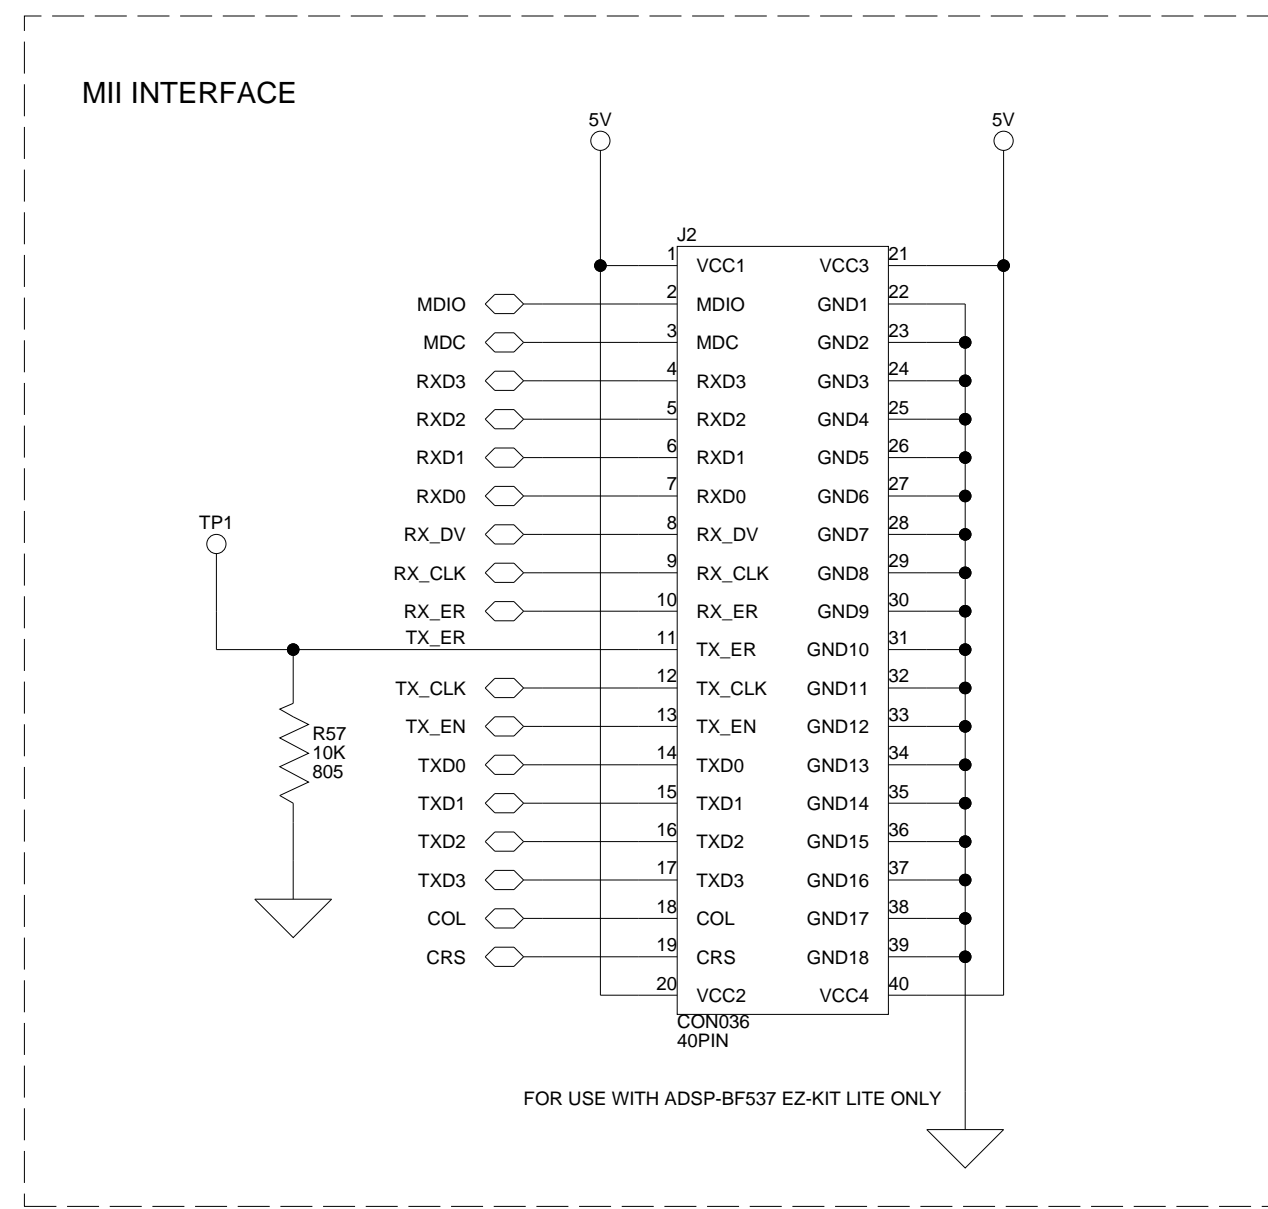 MII INTERFACE
5V 5V
J2
1 VCC1 VCC3 21
MDIO 2 MDIO GND1 22
MDC 3 MDC GND2 23
RXD3 4 RXD3 GND3 24
RXD2 5 RXD2 GND4 25
RXD1 6 RXD1 GND5 26
RXD0 7 RXD0 GND6 27
TP1
RX_DV 8 RX_DV GND7 28
RX_CLK 9 RX_CLK GND8 29
RX_ER 10 RX_ER GND9 30
TX_ER 11 TX_ER GND10 31
TX_CLK 12 TX_CLK GND11 32
TX_EN 13 TX_EN GND12 33
R57
10K
805
TXD0 14 TXD0 GND13 34
TXD1 15 TXD1 GND14 35
TXD2 16 TXD2 GND15 36
TXD3 17 TXD3 GND16 37
COL 18 COL GND17 38
CRS 19 CRS GND18 39
20 VCC2 VCC4 40
CON036
40PIN
FOR USE WITH ADSP-BF537 EZ-KIT LITE ONLY